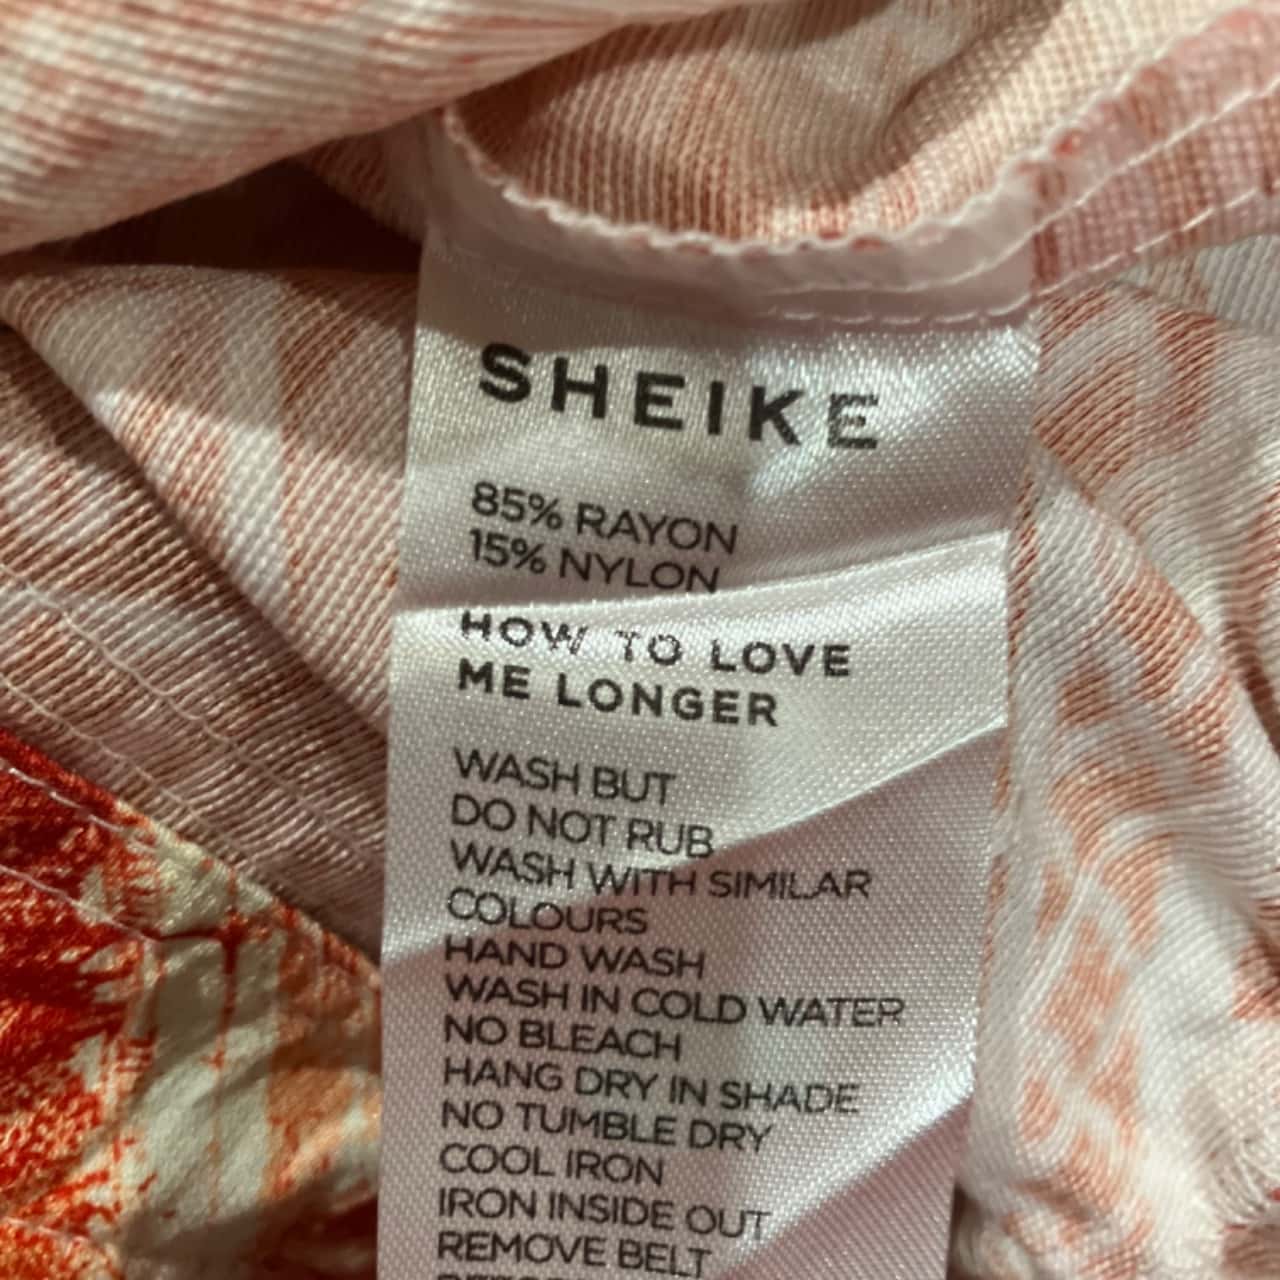 SHEIKE
85% RAYON
15% NYLON
HOW TO LOVE
ME LONGER
WASH BUT
DO NOT RUB
WASH WITH SIMILAR
COLOURS
HAND WASH
WASH IN COLD WATER
NO BLEACH
HANG DRY IN SHADE
NO TUMBLE DRY
COOL IRON
IRON INSIDE OUT
REMOVE BELT